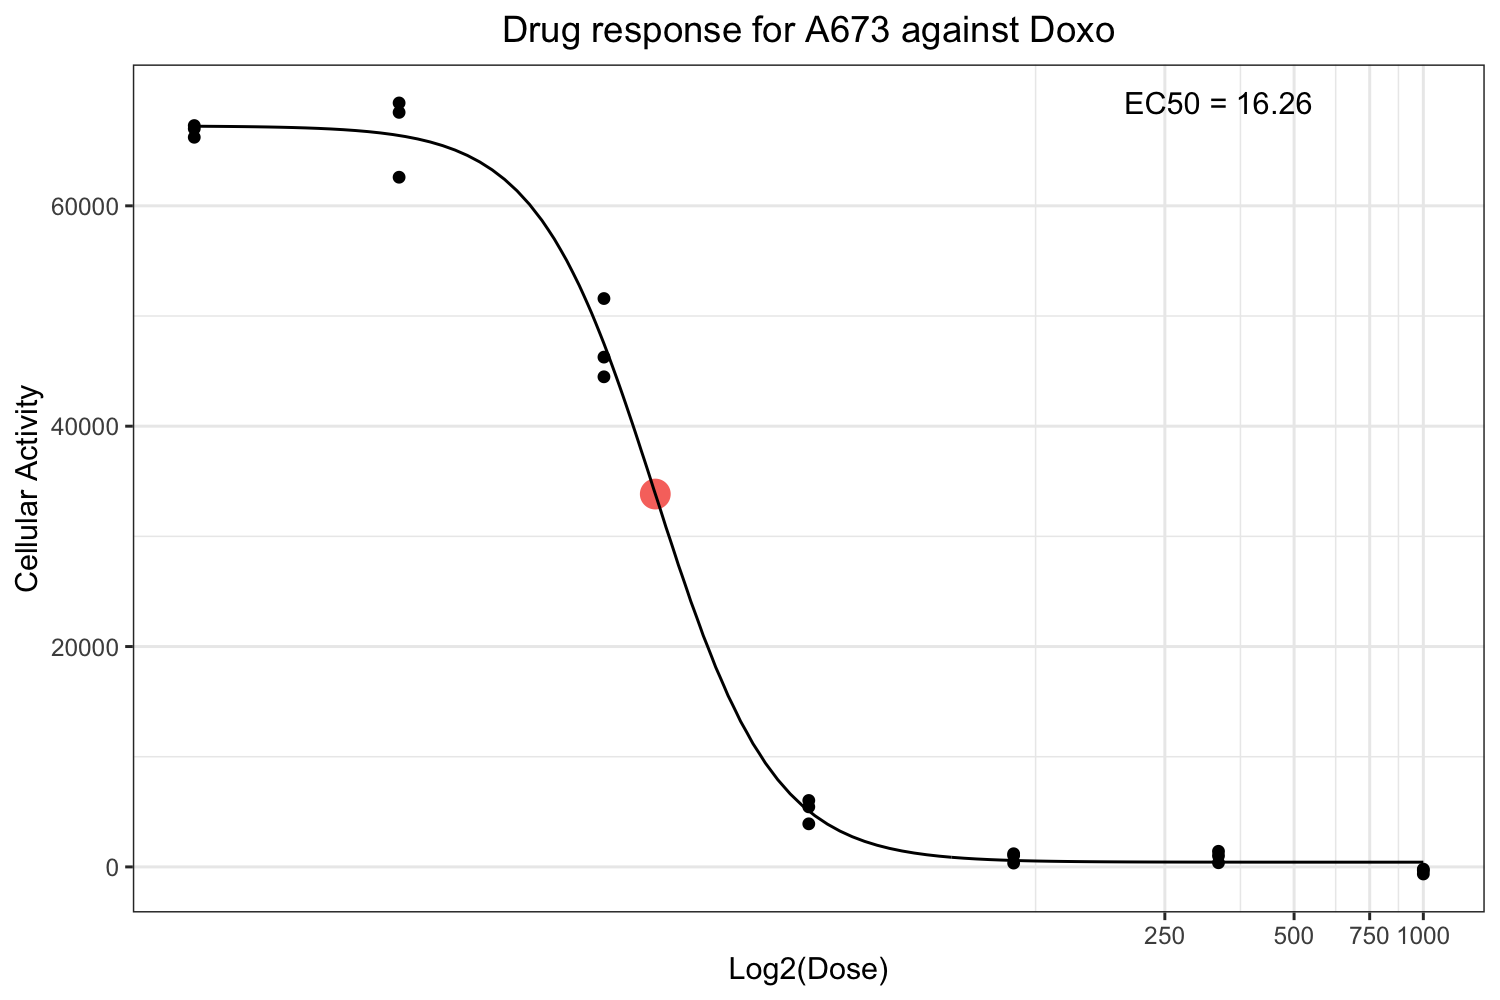 Drug response for A673 against Doxo
EC50 = 16.26
Cellular Activity
60000
40000
20000
0
250 500 750 1000
Log2(Dose)